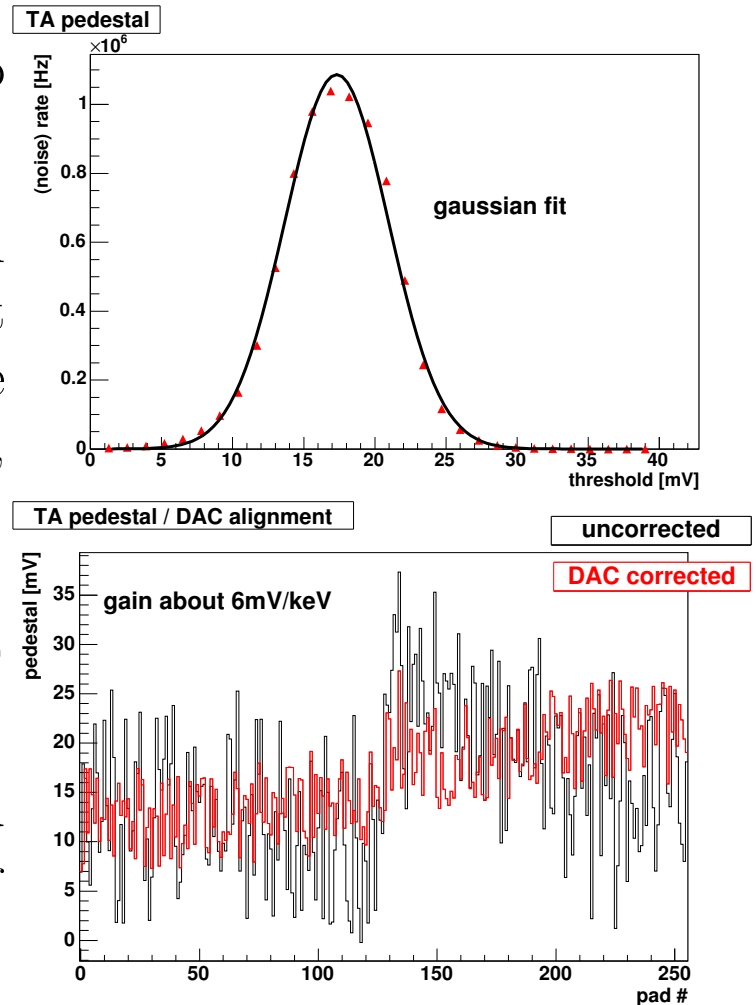 TA pedestal
×10⁶
(noise) rate [Hz]
1
0.8
0.6
0.4
0.2
0
gaussian fit
0 5 10 15 20 25 30 35 40
threshold [mV]
TA pedestal / DAC alignment
uncorrected
DAC corrected
gain about 6mV/keV
pedestal [mV]
35
30
25
20
15
10
5
0
0 50 100 150 200 250
pad #